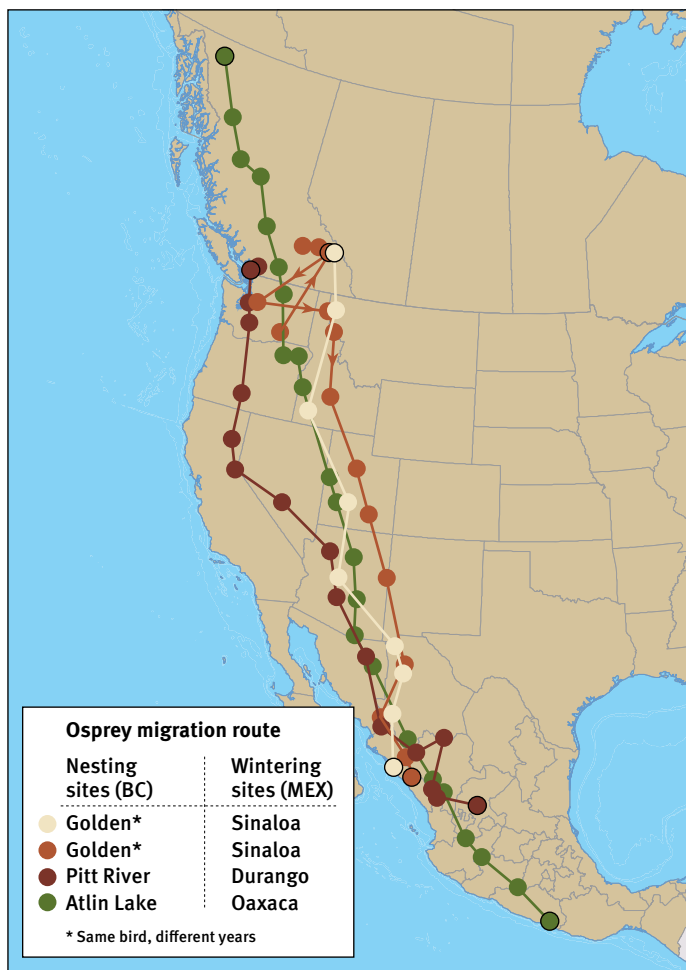 Osprey migration route
Nesting sites (BC)
Wintering sites (MEX)
Golden* Sinaloa
Golden* Sinaloa
Pitt River Durango
Atlin Lake Oaxaca
* Same bird, different years